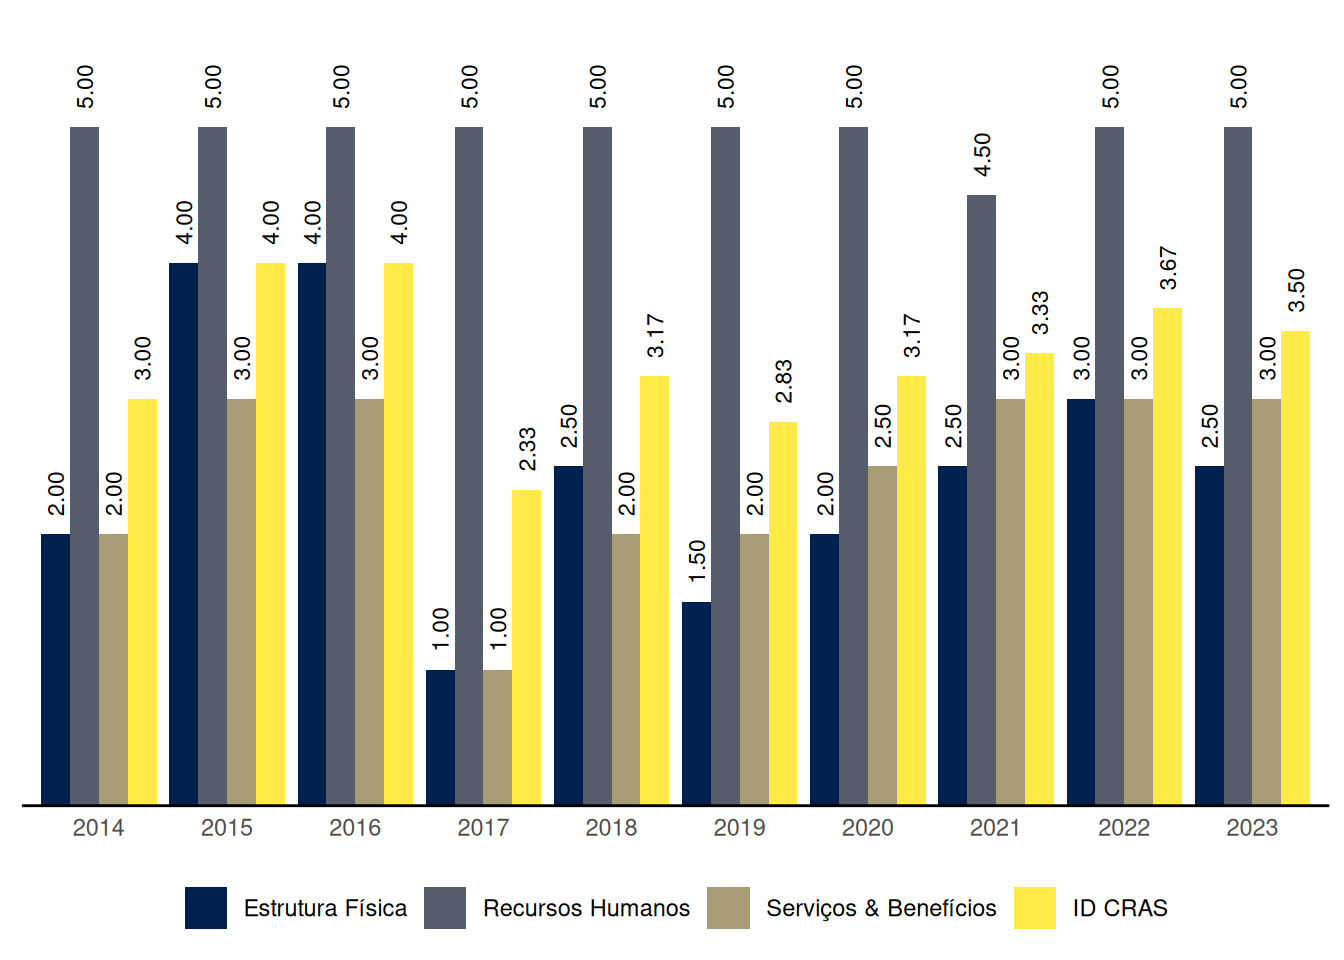 5.00 5.00 5.00 5.00 5.00 5.00 5.00 5.00 5.00
4.50
4.00 4.00 4.00 4.00
3.67
3.50
3.33
3.17 3.17
3.00 3.00 3.00 3.00 3.00 3.00 3.00
2.83
2.50 2.50 2.50 2.50
2.33
2.00 2.00 2.00 2.00 2.00
1.50
1.00 1.00
2014 2015 2016 2017 2018 2019 2020 2021 2022 2023
Estrutura Física Recursos Humanos Serviços & Benefícios ID CRAS